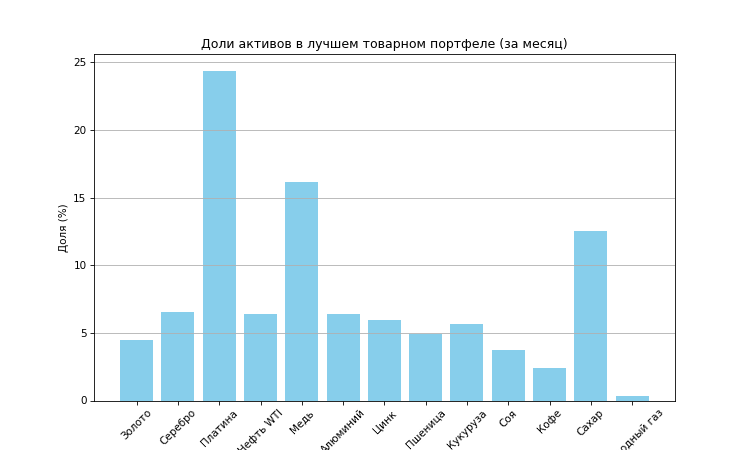 Доли активов в лучшем товарном портфеле (за месяц)
Доля (%)
25
20
15
10
5
0
Золото
Серебро
Платина
Нефть WTI
Медь
Алюминий
Цинк
Пшеница
Кукуруза
Соя
Кофе
Сахар
газ